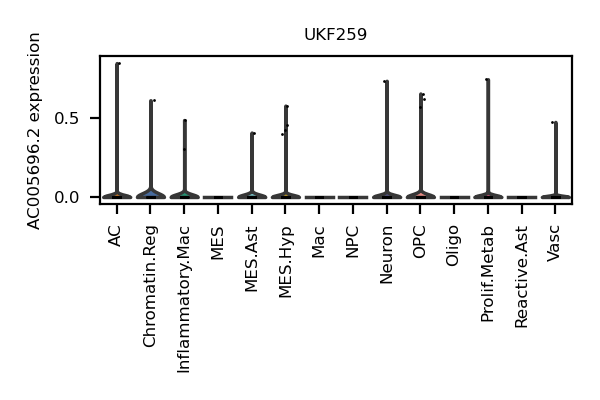 UKF259
AC005696.2 expression
0.5
0.0
AC
Chromatin.Reg
Inflammatory.Mac
MES
MES.Ast
MES.Hyp
Mac
NPC
Neuron
OPC
Oligo
Prolif.Metab
Reactive.Ast
Vasc